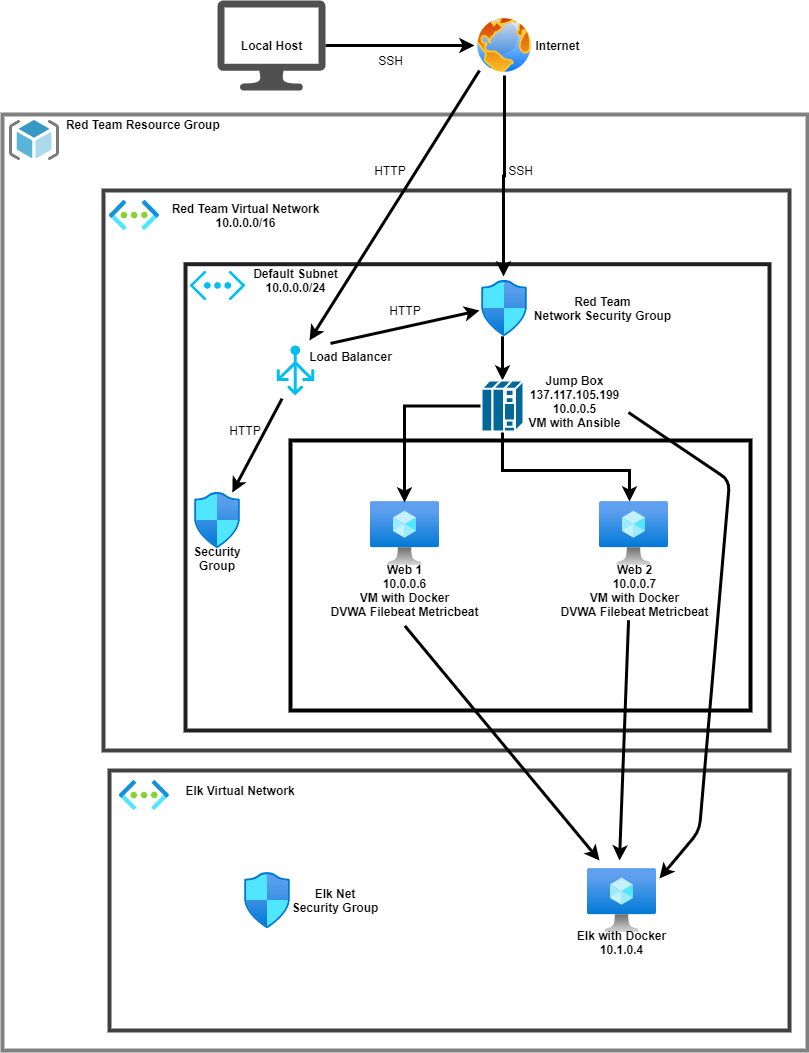 Local Host
SSH
Internet
Red Team Resource Group
HTTP
SSH
Red Team Virtual Network
10.0.0.0/16
Default Subnet
10.0.0.0/24
HTTP
Red Team
Network Security Group
Load Balancer
Jump Box
137.117.105.199
10.0.0.5
VM with Ansible
HTTP
Security
Group
Web 1
10.0.0.6
VM with Docker
DVWA Filebeat Metricbeat
Web 2
10.0.0.7
VM with Docker
DVWA Filebeat Metricbeat
Elk Virtual Network
Elk Net
Security Group
Elk with Docker
10.1.0.4